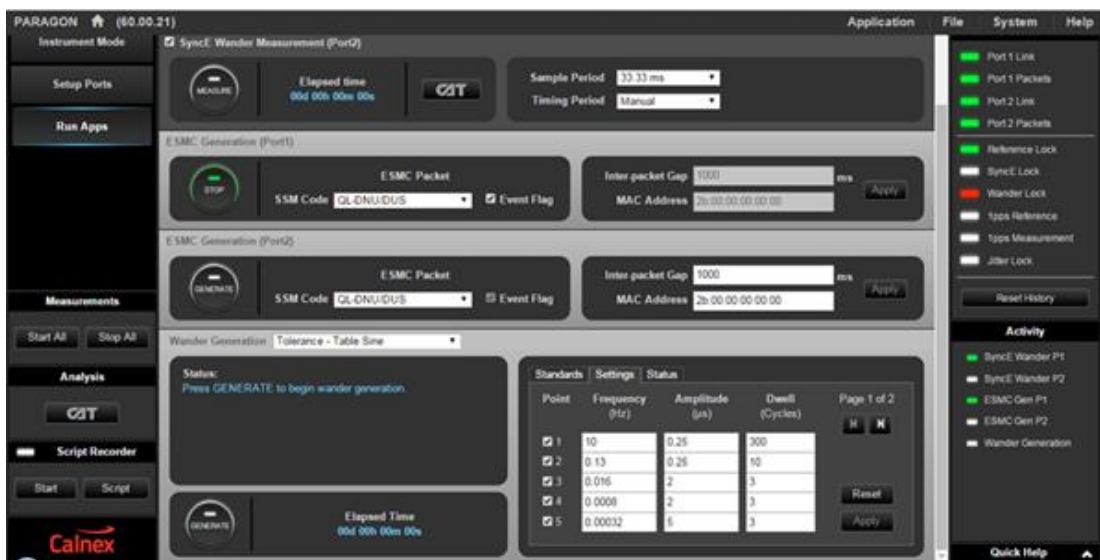 PARAGON (60.00.21) Application File System Help
Instrument Mode
Setup Ports
Run Apps
Measurements
Start All Stop All
Analysis
CAT
Script Recorder
Start Script
Calnex
SyncE Wander Measurement (Port2)
MEASURE
Elapsed time
00d 00h 00m 00s
CAT
Sample Period 33.33 ms
Timing Period Manual
ESMC Generation (Port1)
STOP
ESMC Packet
SSM Code QL-DNU/DUS Event Flag
Inter packet Gap 1000 ms
MAC Address 2b:00:00:00:00:00
Apply
ESMC Generation (Port2)
GENERATE
ESMC Packet
SSM Code QL-DNU/DUS Event Flag
Inter packet Gap 1000 ms
MAC Address 2b:00:00:00:00:00
Apply
Wander Generation Tolerance - Table Sine
Status:
Press GENERATE to begin wander generation.
GENERATE
Elapsed Time
00d 00h 00m 00s
Standards Settings Status
Point Frequency (Hz) Amplitude (µs) Dwell (Cycles) Page 1 of 2
1 10 0.25 300
2 0.13 0.25 10
3 0.016 2 3
4 0.0008 2 3
5 0.00032 5 3
Reset
Apply
Port 1 Link
Port 1 Packets
Port 2 Link
Port 2 Packets
Reference Lock
SyncE Lock
Wander Lock
1pps Reference
1pps Measurement
Jitter Lock
Reset History
Activity
SyncE Wander P1
SyncE Wander P2
ESMC Gen P1
ESMC Gen P2
Wander Generation
Quick Help